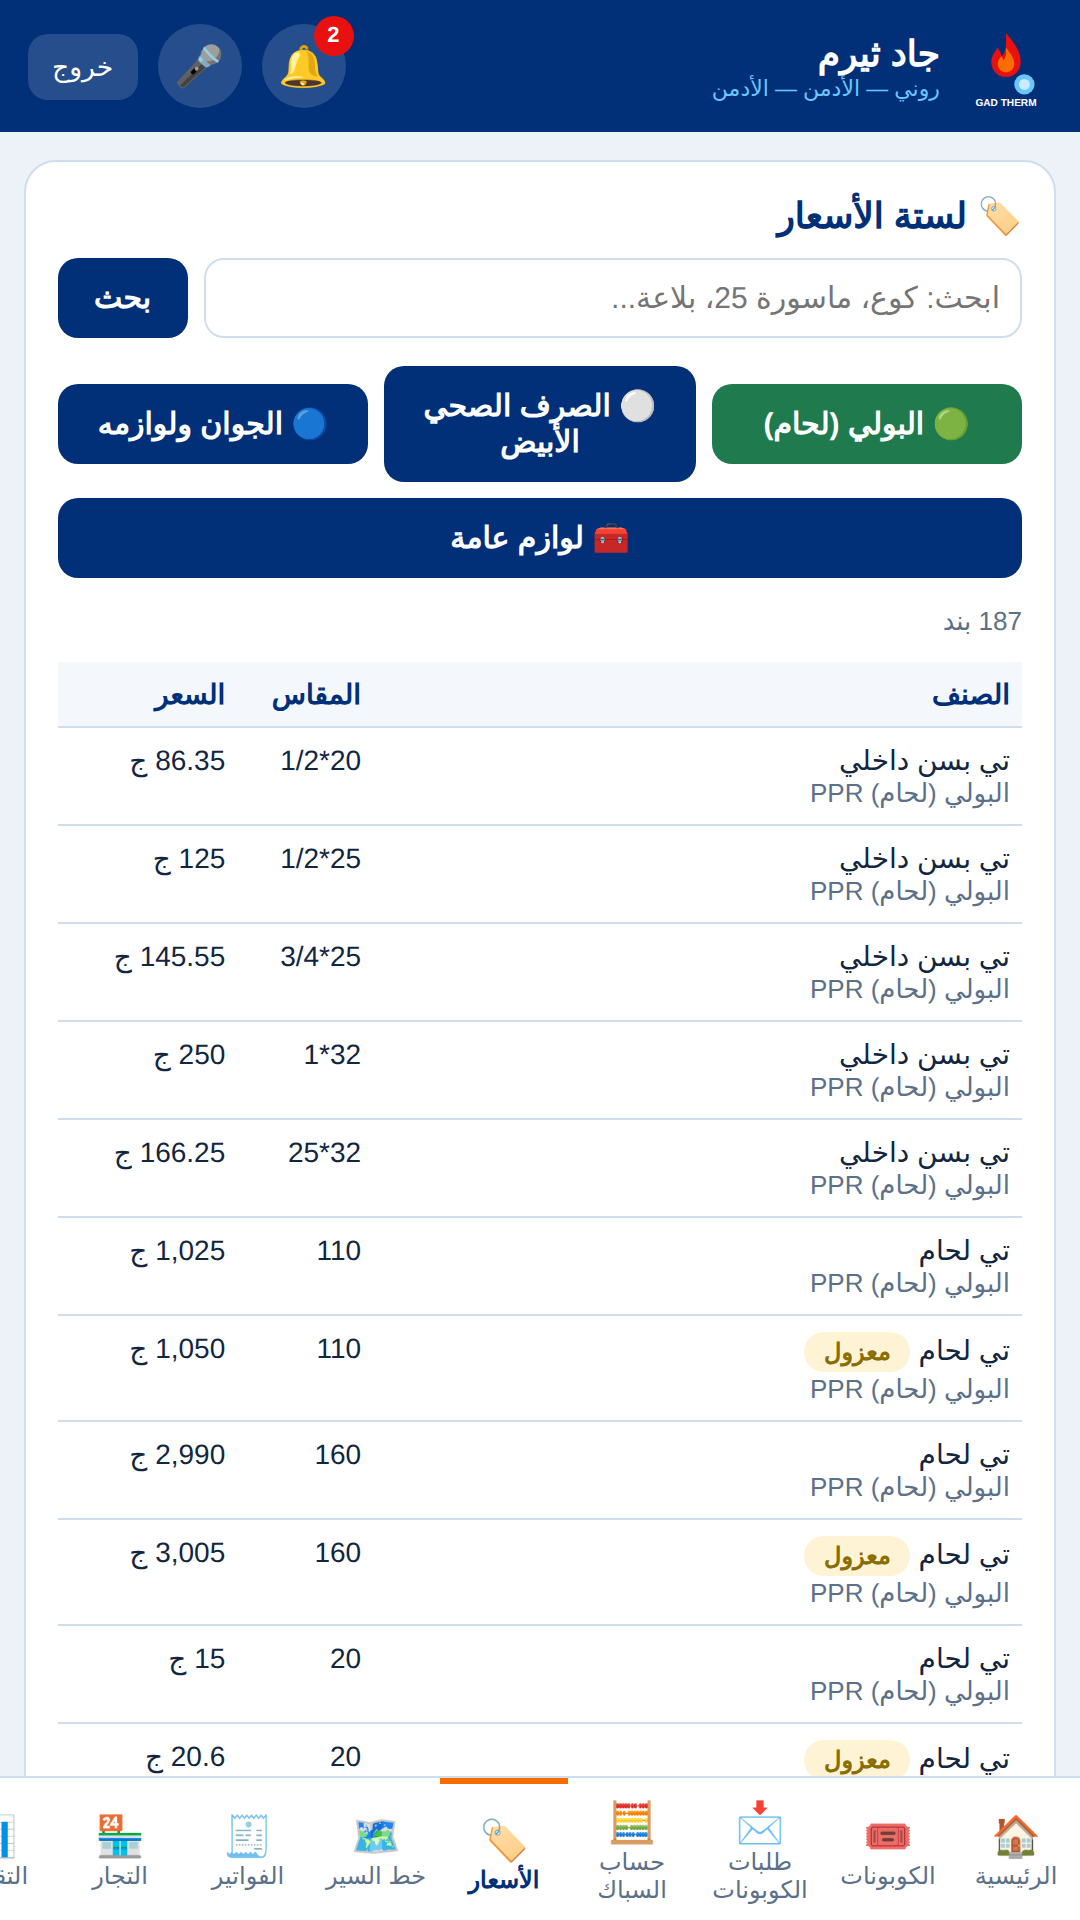 GAD THERM
جاد ثيرم
روني — الأدمن — الأدمن
2
خروج
لستة الأسعار
ابحث: كوع، ماسورة 25، بلاعة...
بحث
البولي (لحام)
الصرف الصحي
الأبيض
الجوان ولوازمه
لوازم عامة
187 بند
الصنف المقاس السعر
تي بسن داخلي 20*1/2 86.35 ج
البولي (لحام) PPR
تي بسن داخلي 25*1/2 125 ج
البولي (لحام) PPR
تي بسن داخلي 25*3/4 145.55 ج
البولي (لحام) PPR
تي بسن داخلي 32*1 250 ج
البولي (لحام) PPR
تي بسن داخلي 32*25 166.25 ج
البولي (لحام) PPR
تي لحام 110 1,025 ج
البولي (لحام) PPR
تي لحام معزول 110 1,050 ج
البولي (لحام) PPR
تي لحام 160 2,990 ج
البولي (لحام) PPR
تي لحام معزول 160 3,005 ج
البولي (لحام) PPR
تي لحام 20 15 ج
البولي (لحام) PPR
تي لحام معزول 20 20.6 ج
الرئيسية
الكوبونات
طلبات
الكوبونات
حساب
السباك
الأسعار
خط السير
الفواتير
التجار